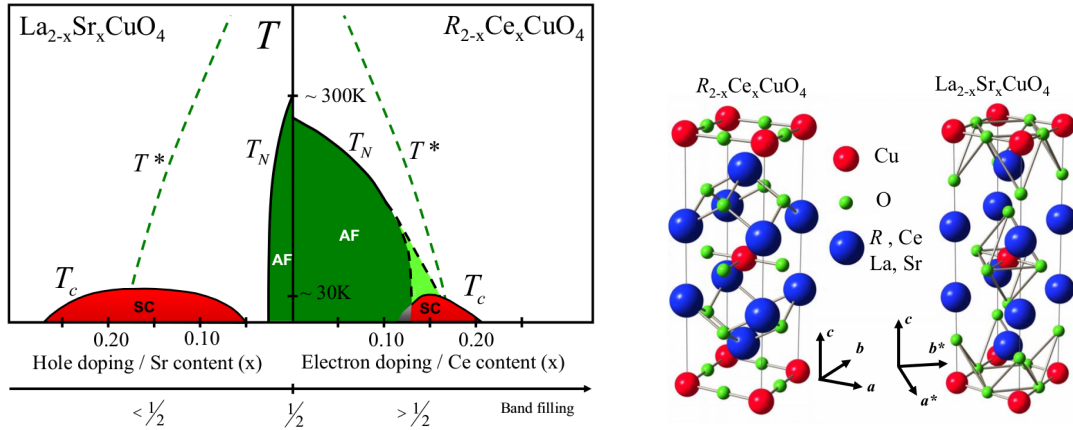 La2-xSrxCuO4
T
R2-xCexCuO4
T*
~ 300K
TN
TN
T*
AF
AF
Tc
SC
~ 30K
SC
Tc
0.20
0.10
0.10
0.20
Hole doping / Sr content (x)
Electron doping / Ce content (x)
< 1/2
1/2
> 1/2
Band filling
R2-xCexCuO4
La2-xSrxCuO4
Cu
O
R , Ce
La, Sr
c
b
a
c
b*
a*